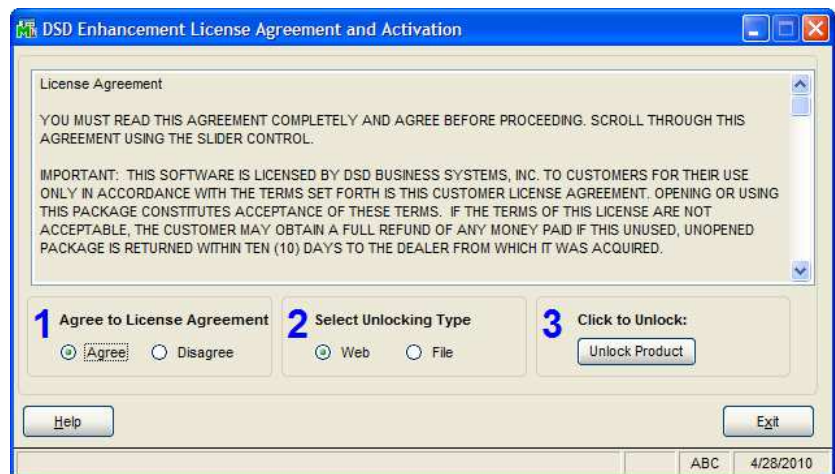 DSD Enhancement License Agreement and Activation
License Agreement
YOU MUST READ THIS AGREEMENT COMPLETELY AND AGREE BEFORE PROCEEDING. SCROLL THROUGH THIS
AGREEMENT USING THE SLIDER CONTROL.
IMPORTANT: THIS SOFTWARE IS LICENSED BY DSD BUSINESS SYSTEMS, INC. TO CUSTOMERS FOR THEIR USE
ONLY IN ACCORDANCE WITH THE TERMS SET FORTH IS THIS CUSTOMER LICENSE AGREEMENT. OPENING OR USING
THIS PACKAGE CONSTITUTES ACCEPTANCE OF THESE TERMS. IF THE TERMS OF THIS LICENSE ARE NOT
ACCEPTABLE, THE CUSTOMER MAY OBTAIN A FULL REFUND OF ANY MONEY PAID IF THIS UNUSED, UNOPENED
PACKAGE IS RETURNED WITHIN TEN (10) DAYS TO THE DEALER FROM WHICH IT WAS ACQUIRED.
1 Agree to License Agreement
Agree Disagree
2 Select Unlocking Type
Web File
3 Click to Unlock:
Unlock Product
Help Exit
ABC 4/28/2010